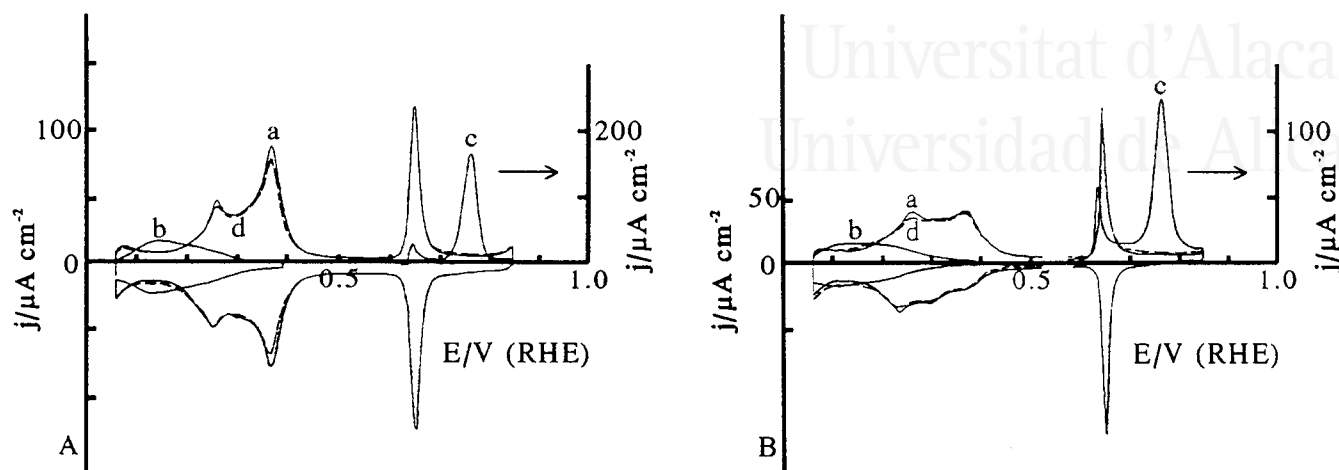 100
0
j/µA cm⁻²
a
b
d
c
0.5
1.0
200
j/µA cm⁻²
E/V (RHE)
A
Universitat d'Alaca
Universidad de Alica
50
0
j/µA cm⁻²
a
b
d
c
0.5
1.0
100
j/µA cm⁻²
E/V (RHE)
B